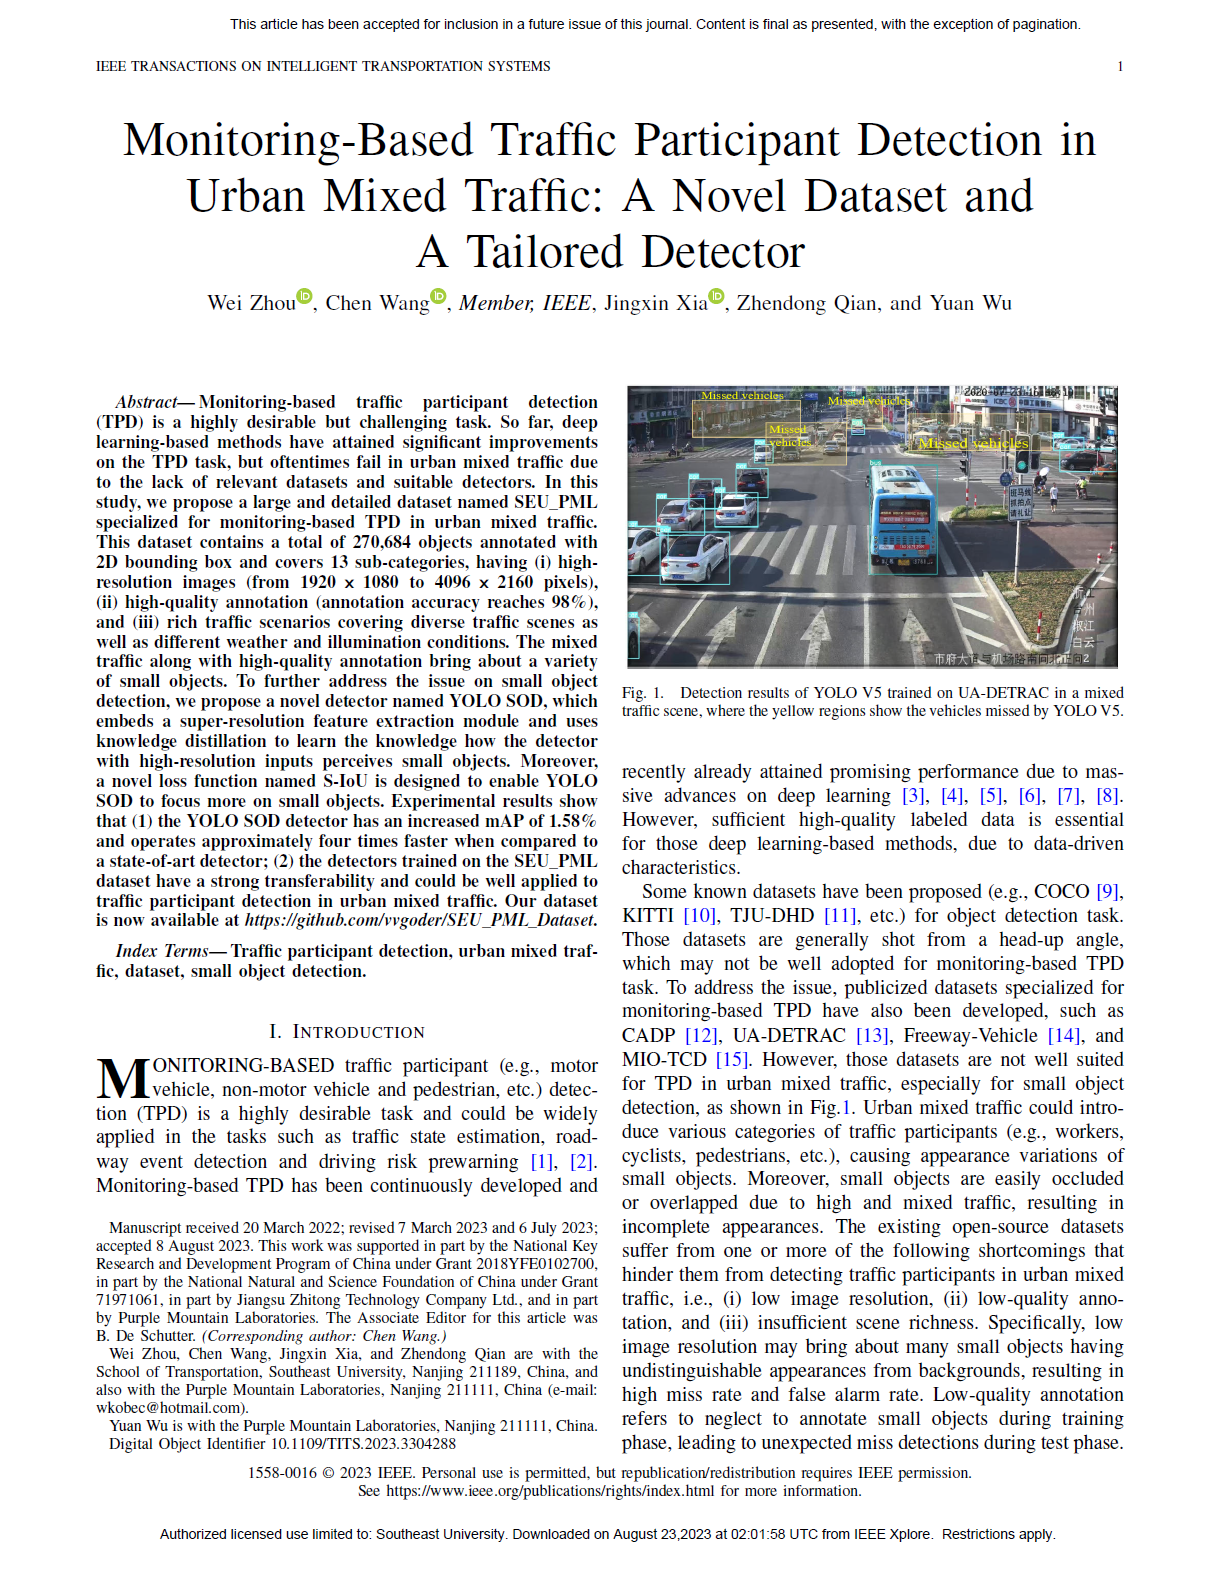 This article has been accepted for inclusion in a future issue of this journal. Content is final as presented, with the exception of pagination.
IEEE TRANSACTIONS ON INTELLIGENT TRANSPORTATION SYSTEMS 1
Monitoring-Based Traffic Participant Detection in
Urban Mixed Traffic: A Novel Dataset and
A Tailored Detector
Wei Zhou, Chen Wang, Member, IEEE, Jingxin Xia, Zhendong Qian, and Yuan Wu
Abstract— Monitoring-based traffic participant detection
(TPD) is a highly desirable but challenging task. So far, deep
learning-based methods have attained significant improvements
on the TPD task, but oftentimes fail in urban mixed traffic due
to the lack of relevant datasets and suitable detectors. In this
study, we propose a large and detailed dataset named SEU_PML
specialized for monitoring-based TPD in urban mixed traffic.
This dataset contains a total of 270,684 objects annotated with
2D bounding box and covers 13 sub-categories, having (i) high-
resolution images (from 1920 × 1080 to 4096 × 2160 pixels),
(ii) high-quality annotation (annotation accuracy reaches 98%),
and (iii) rich traffic scenarios covering diverse traffic scenes as
well as different weather and illumination conditions. The mixed
traffic along with high-quality annotation bring about a variety
of small objects. To further address the issue on small object
detection, we propose a novel detector named YOLO SOD, which
embeds a super-resolution feature extraction module and uses
knowledge distillation to learn the knowledge how the detector
with high-resolution inputs perceives small objects. Moreover,
a novel loss function named S-IoU is designed to enable YOLO
SOD to focus more on small objects. Experimental results show
that (1) the YOLO SOD detector has an increased mAP of 1.58%
and operates approximately four times faster when compared to
a state-of-art detector; (2) the detectors trained on the SEU_PML
dataset have a strong transferability and could be well applied to
traffic participant detection in urban mixed traffic. Our dataset
is now available at https://github.com/vvgoder/SEU_PML_Dataset.
Index Terms— Traffic participant detection, urban mixed traf-
fic, dataset, small object detection.
I. INTRODUCTION
MONITORING-BASED traffic participant (e.g., motor
vehicle, non-motor vehicle and pedestrian, etc.) detec-
tion (TPD) is a highly desirable task and could be widely
applied in the tasks such as traffic state estimation, road-
way event detection and driving risk prewarning [1], [2].
Monitoring-based TPD has been continuously developed and
Manuscript received 20 March 2022; revised 7 March 2023 and 6 July 2023;
accepted 8 August 2023. This work was supported in part by the National Key
Research and Development Program of China under Grant 2018YFE0102700,
in part by the National Natural and Science Foundation of China under Grant
71971061, in part by Jiangsu Zhitong Technology Company Ltd., and in part
by Purple Mountain Laboratories. The Associate Editor for this article was
B. De Schutter. (Corresponding author: Chen Wang.)
Wei Zhou, Chen Wang, Jingxin Xia, and Zhendong Qian are with the
School of Transportation, Southeast University, Nanjing 211189, China, and
also with the Purple Mountain Laboratories, Nanjing 211111, China (e-mail:
wkobec@hotmail.com).
Yuan Wu is with the Purple Mountain Laboratories, Nanjing 211111, China.
Digital Object Identifier 10.1109/TITS.2023.3304288
Missed vehicles
Missed vehicles
Missed
vehicles
Missed vehicles
bus
斑马线
抓拍点
请礼让
浙江
台州
椒江
白云
市府大道与机场路南向北正向2
Fig. 1. Detection results of YOLO V5 trained on UA-DETRAC in a mixed
traffic scene, where the yellow regions show the vehicles missed by YOLO V5.
recently already attained promising performance due to mas-
sive advances on deep learning [3], [4], [5], [6], [7], [8].
However, sufficient high-quality labeled data is essential
for those deep learning-based methods, due to data-driven
characteristics.
Some known datasets have been proposed (e.g., COCO [9],
KITTI [10], TJU-DHD [11], etc.) for object detection task.
Those datasets are generally shot from a head-up angle,
which may not be well adopted for monitoring-based TPD
task. To address the issue, publicized datasets specialized for
monitoring-based TPD have also been developed, such as
CADP [12], UA-DETRAC [13], Freeway-Vehicle [14], and
MIO-TCD [15]. However, those datasets are not well suited
for TPD in urban mixed traffic, especially for small object
detection, as shown in Fig.1. Urban mixed traffic could intro-
duce various categories of traffic participants (e.g., workers,
cyclists, pedestrians, etc.), causing appearance variations of
small objects. Moreover, small objects are easily occluded
or overlapped due to high and mixed traffic, resulting in
incomplete appearances. The existing open-source datasets
suffer from one or more of the following shortcomings that
hinder them from detecting traffic participants in urban mixed
traffic, i.e., (i) low image resolution, (ii) low-quality anno-
tation, and (iii) insufficient scene richness. Specifically, low
image resolution may bring about many small objects having
undistinguishable appearances from backgrounds, resulting in
high miss rate and false alarm rate. Low-quality annotation
refers to neglect to annotate small objects during training
phase, leading to unexpected miss detections during test phase.
1558-0016 © 2023 IEEE. Personal use is permitted, but republication/redistribution requires IEEE permission.
See https://www.ieee.org/publications/rights/index.html for more information.
Authorized licensed use limited to: Southeast University. Downloaded on August 23,2023 at 02:01:58 UTC from IEEE Xplore. Restrictions apply.